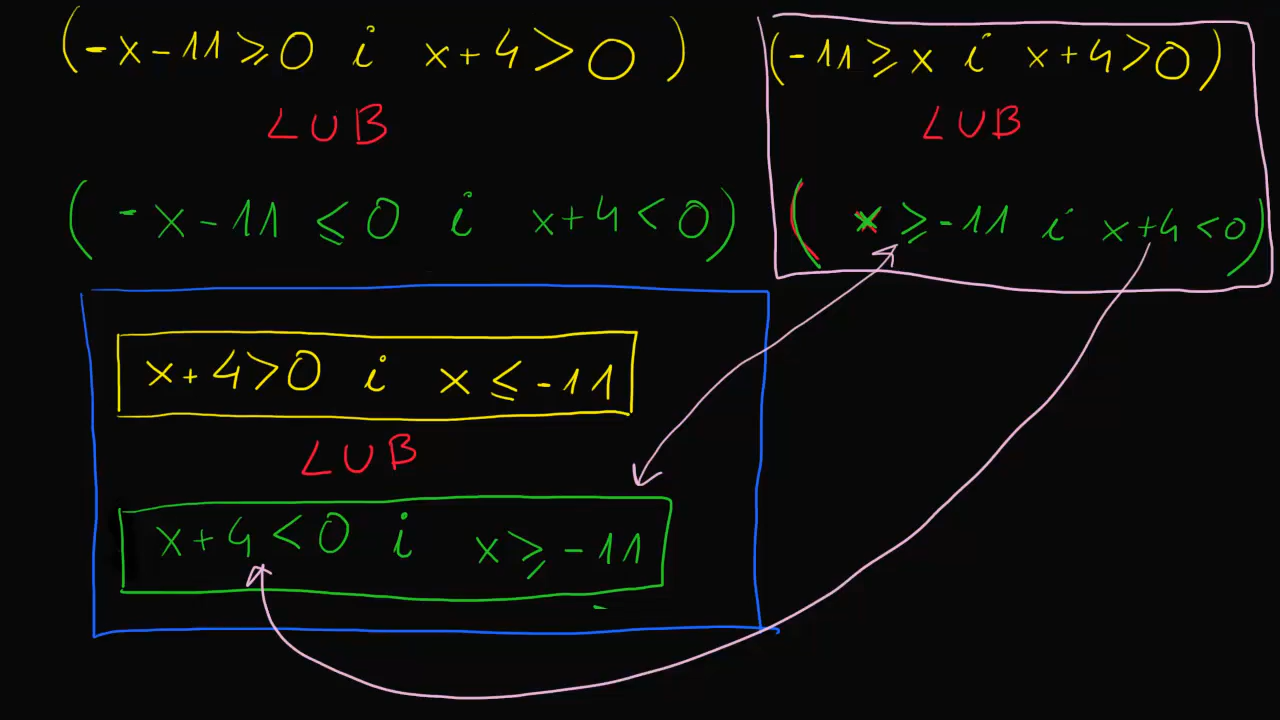 (-x-11≥0 i x+4>0)
LUB
(-x-11≤0 i x+4<0)
(-11≥x i x+4>0)
LUB
(x≥-11 i x+4<0)
x+4>0 i x≤-11
LUB
x+4<0 i x≥-11